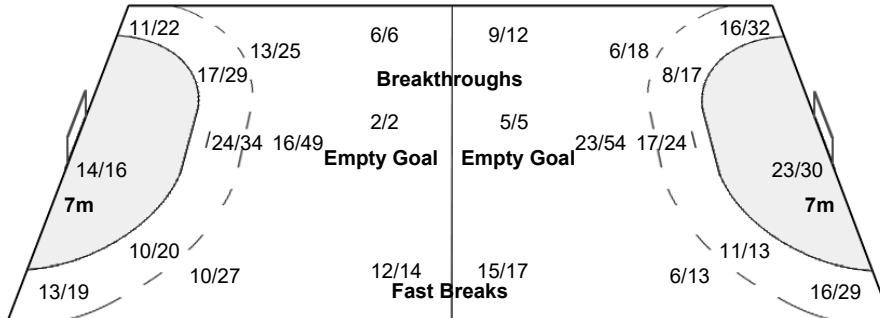 11/22 6/6 9/12 16/32
13/25 6/18
17/29 Breakthroughs 8/17
2/2 5/5
24/34 16/49 23/54 17/24
Empty Goal Empty Goal
14/16 23/30
7m 7m
10/20 11/13
10/27 12/14 15/17 6/13
13/19 Fast Breaks 16/29